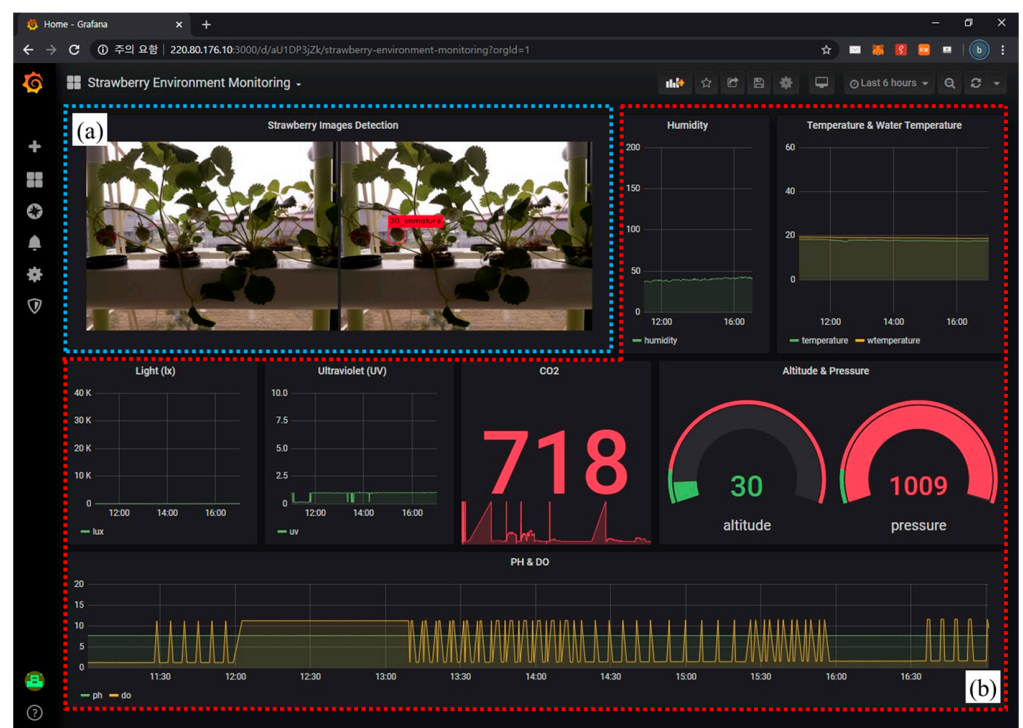 Home - Grafana
주의 요함 220.80.176.10:3000/d/aU1DP3jZk/strawberry-environment-monitoring?orgId=1
b
Strawberry Environment Monitoring
Last 6 hours
(a)
Strawberry Images Detection
30 immature
Humidity
200
150
100
50
0
12:00 16:00
humidity
Temperature & Water Temperature
60
40
20
0
12:00 14:00 16:00
temperature wtemperature
Light (lx)
40 K
30 K
20 K
10 K
0
12:00 14:00 16:00
lux
Ultraviolet (UV)
10.0
7.5
5.0
2.5
0
12:00 14:00 16:00
uv
CO2
718
Altitude & Pressure
30
altitude
1009
pressure
PH & DO
20
15
10
5
0
11:30 12:00 12:30 13:00 13:30 14:00 14:30 15:00 15:30 16:00 16:30
ph do
(b)